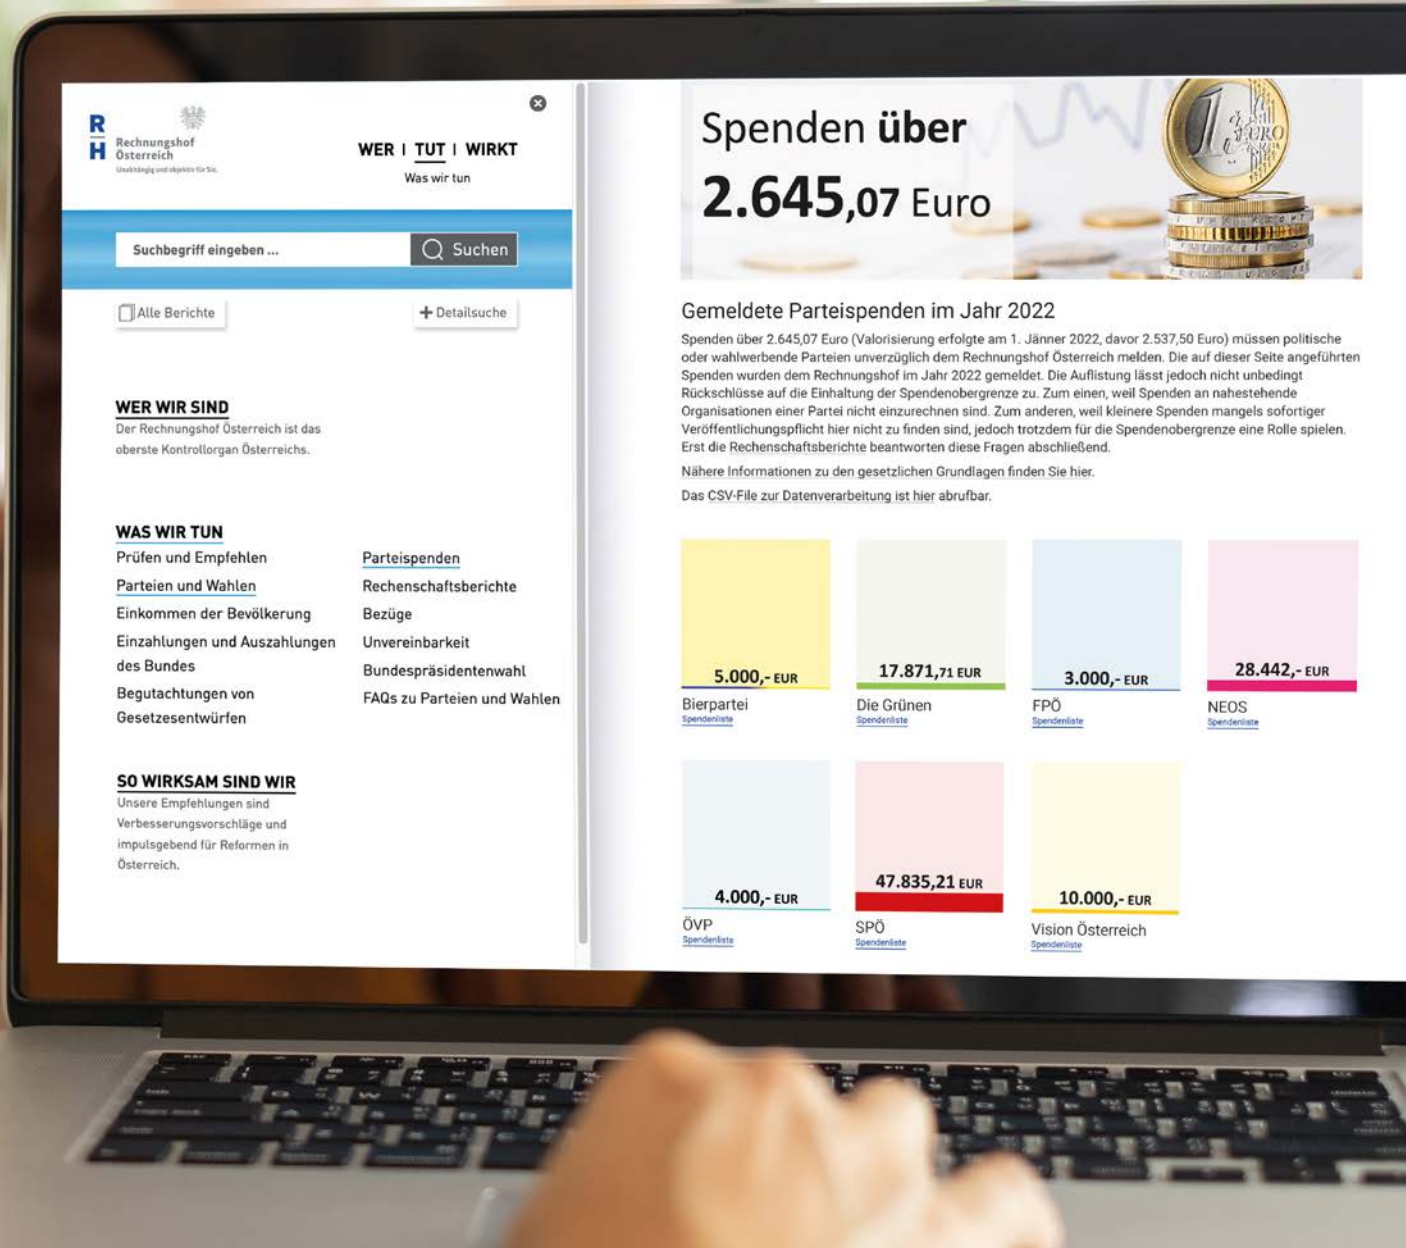 R
H
Rechnungshof
Österreich
Unabhängig und objektiv für Sie.
WER | TUT | WIRKT
Was wir tun
Suchbegriff eingeben ...
Suchen
Alle Berichte
+ Detailsuche
WER WIR SIND
Der Rechnungshof Österreich ist das
oberste Kontrollorgan Österreichs.
WAS WIR TUN
Prüfen und Empfehlen
Parteien und Wahlen
Einkommen der Bevölkerung
Einzahlungen und Auszahlungen
des Bundes
Begutachtungen von
Gesetzesentwürfen
Parteispenden
Rechenschaftsberichte
Bezüge
Unvereinbarkeit
Bundespräsidentenwahl
FAQs zu Parteien und Wahlen
SO WIRKSAM SIND WIR
Unsere Empfehlungen sind
Verbesserungsvorschläge und
impulsgebend für Reformen in
Österreich.
Spenden über
2.645,07 Euro
1
EURO
Gemeldete Parteispenden im Jahr 2022
Spenden über 2.645,07 Euro (Valorisierung erfolgte am 1. Jänner 2022, davor 2.537,50 Euro) müssen politische
oder wahlwerbende Parteien unverzüglich dem Rechnungshof Österreich melden. Die auf dieser Seite angeführten
Spenden wurden dem Rechnungshof im Jahr 2022 gemeldet. Die Auflistung lässt jedoch nicht unbedingt
Rückschlüsse auf die Einhaltung der Spendenobergrenze zu. Zum einen, weil Spenden an nahestehende
Organisationen einer Partei nicht einzurechnen sind. Zum anderen, weil kleinere Spenden mangels sofortiger
Veröffentlichungspflicht hier nicht zu finden sind, jedoch trotzdem für die Spendenobergrenze eine Rolle spielen.
Erst die Rechenschaftsberichte beantworten diese Fragen abschließend.
Nähere Informationen zu den gesetzlichen Grundlagen finden Sie hier.
Das CSV-File zur Datenverarbeitung ist hier abrufbar.
5.000,- EUR
Bierpartei
Spendenliste
17.871,71 EUR
Die Grünen
Spendenliste
3.000,- EUR
FPÖ
Spendenliste
28.442,- EUR
NEOS
Spendenliste
4.000,- EUR
ÖVP
Spendenliste
47.835,21 EUR
SPÖ
Spendenliste
10.000,- EUR
Vision Österreich
Spendenliste